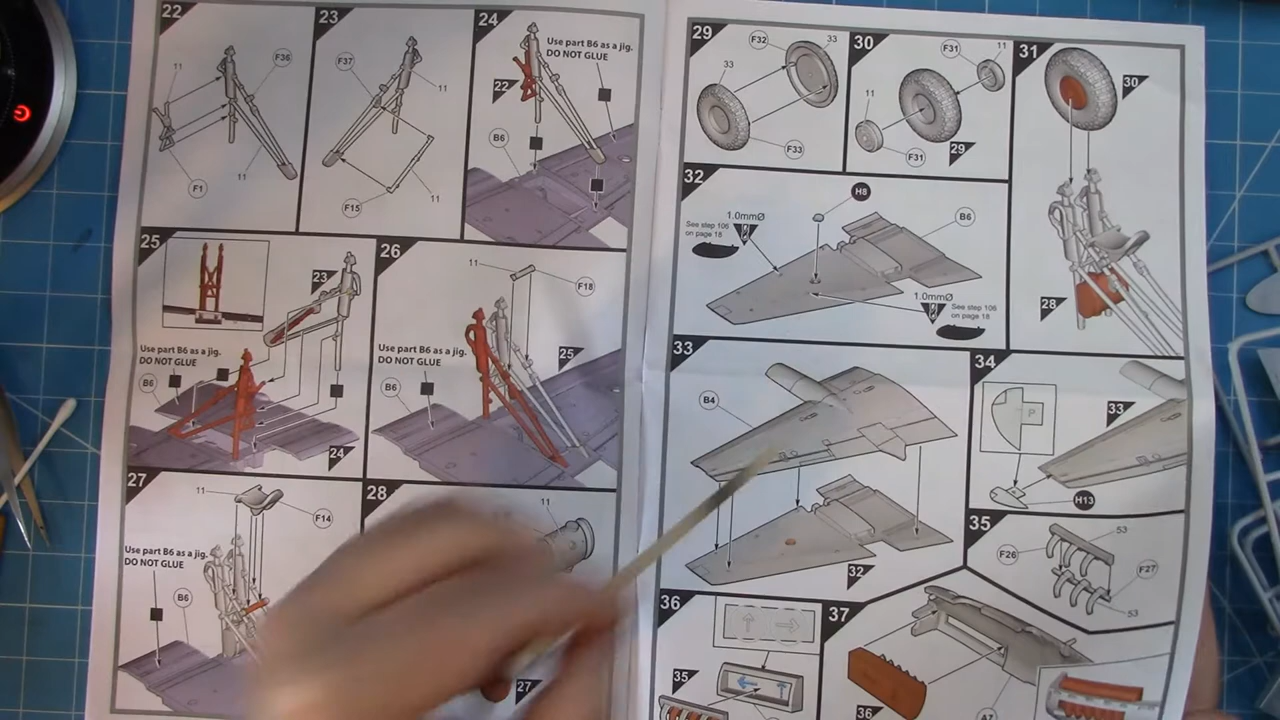 22
11
F36
F1
11
23
F37
11
F15
11
24
Use part B6 as a jig.
DO NOT GLUE
22
B6
25
23
Use part B6 as a jig.
DO NOT GLUE
B6
24
26
11
F18
Use part B6 as a jig.
DO NOT GLUE
25
B6
27
11
F14
Use part B6 as a jig.
DO NOT GLUE
B6
28
11
27
29
F32
33
33
F33
30
F31
11
11
F31
29
31
30
28
32
H8
1.0mmØ
See step 106
on page 18
B6
1.0mmØ
See step 106
on page 18
33
B4
32
34
P
33
H13
35
53
F26
F27
53
36
35
37
36
A7